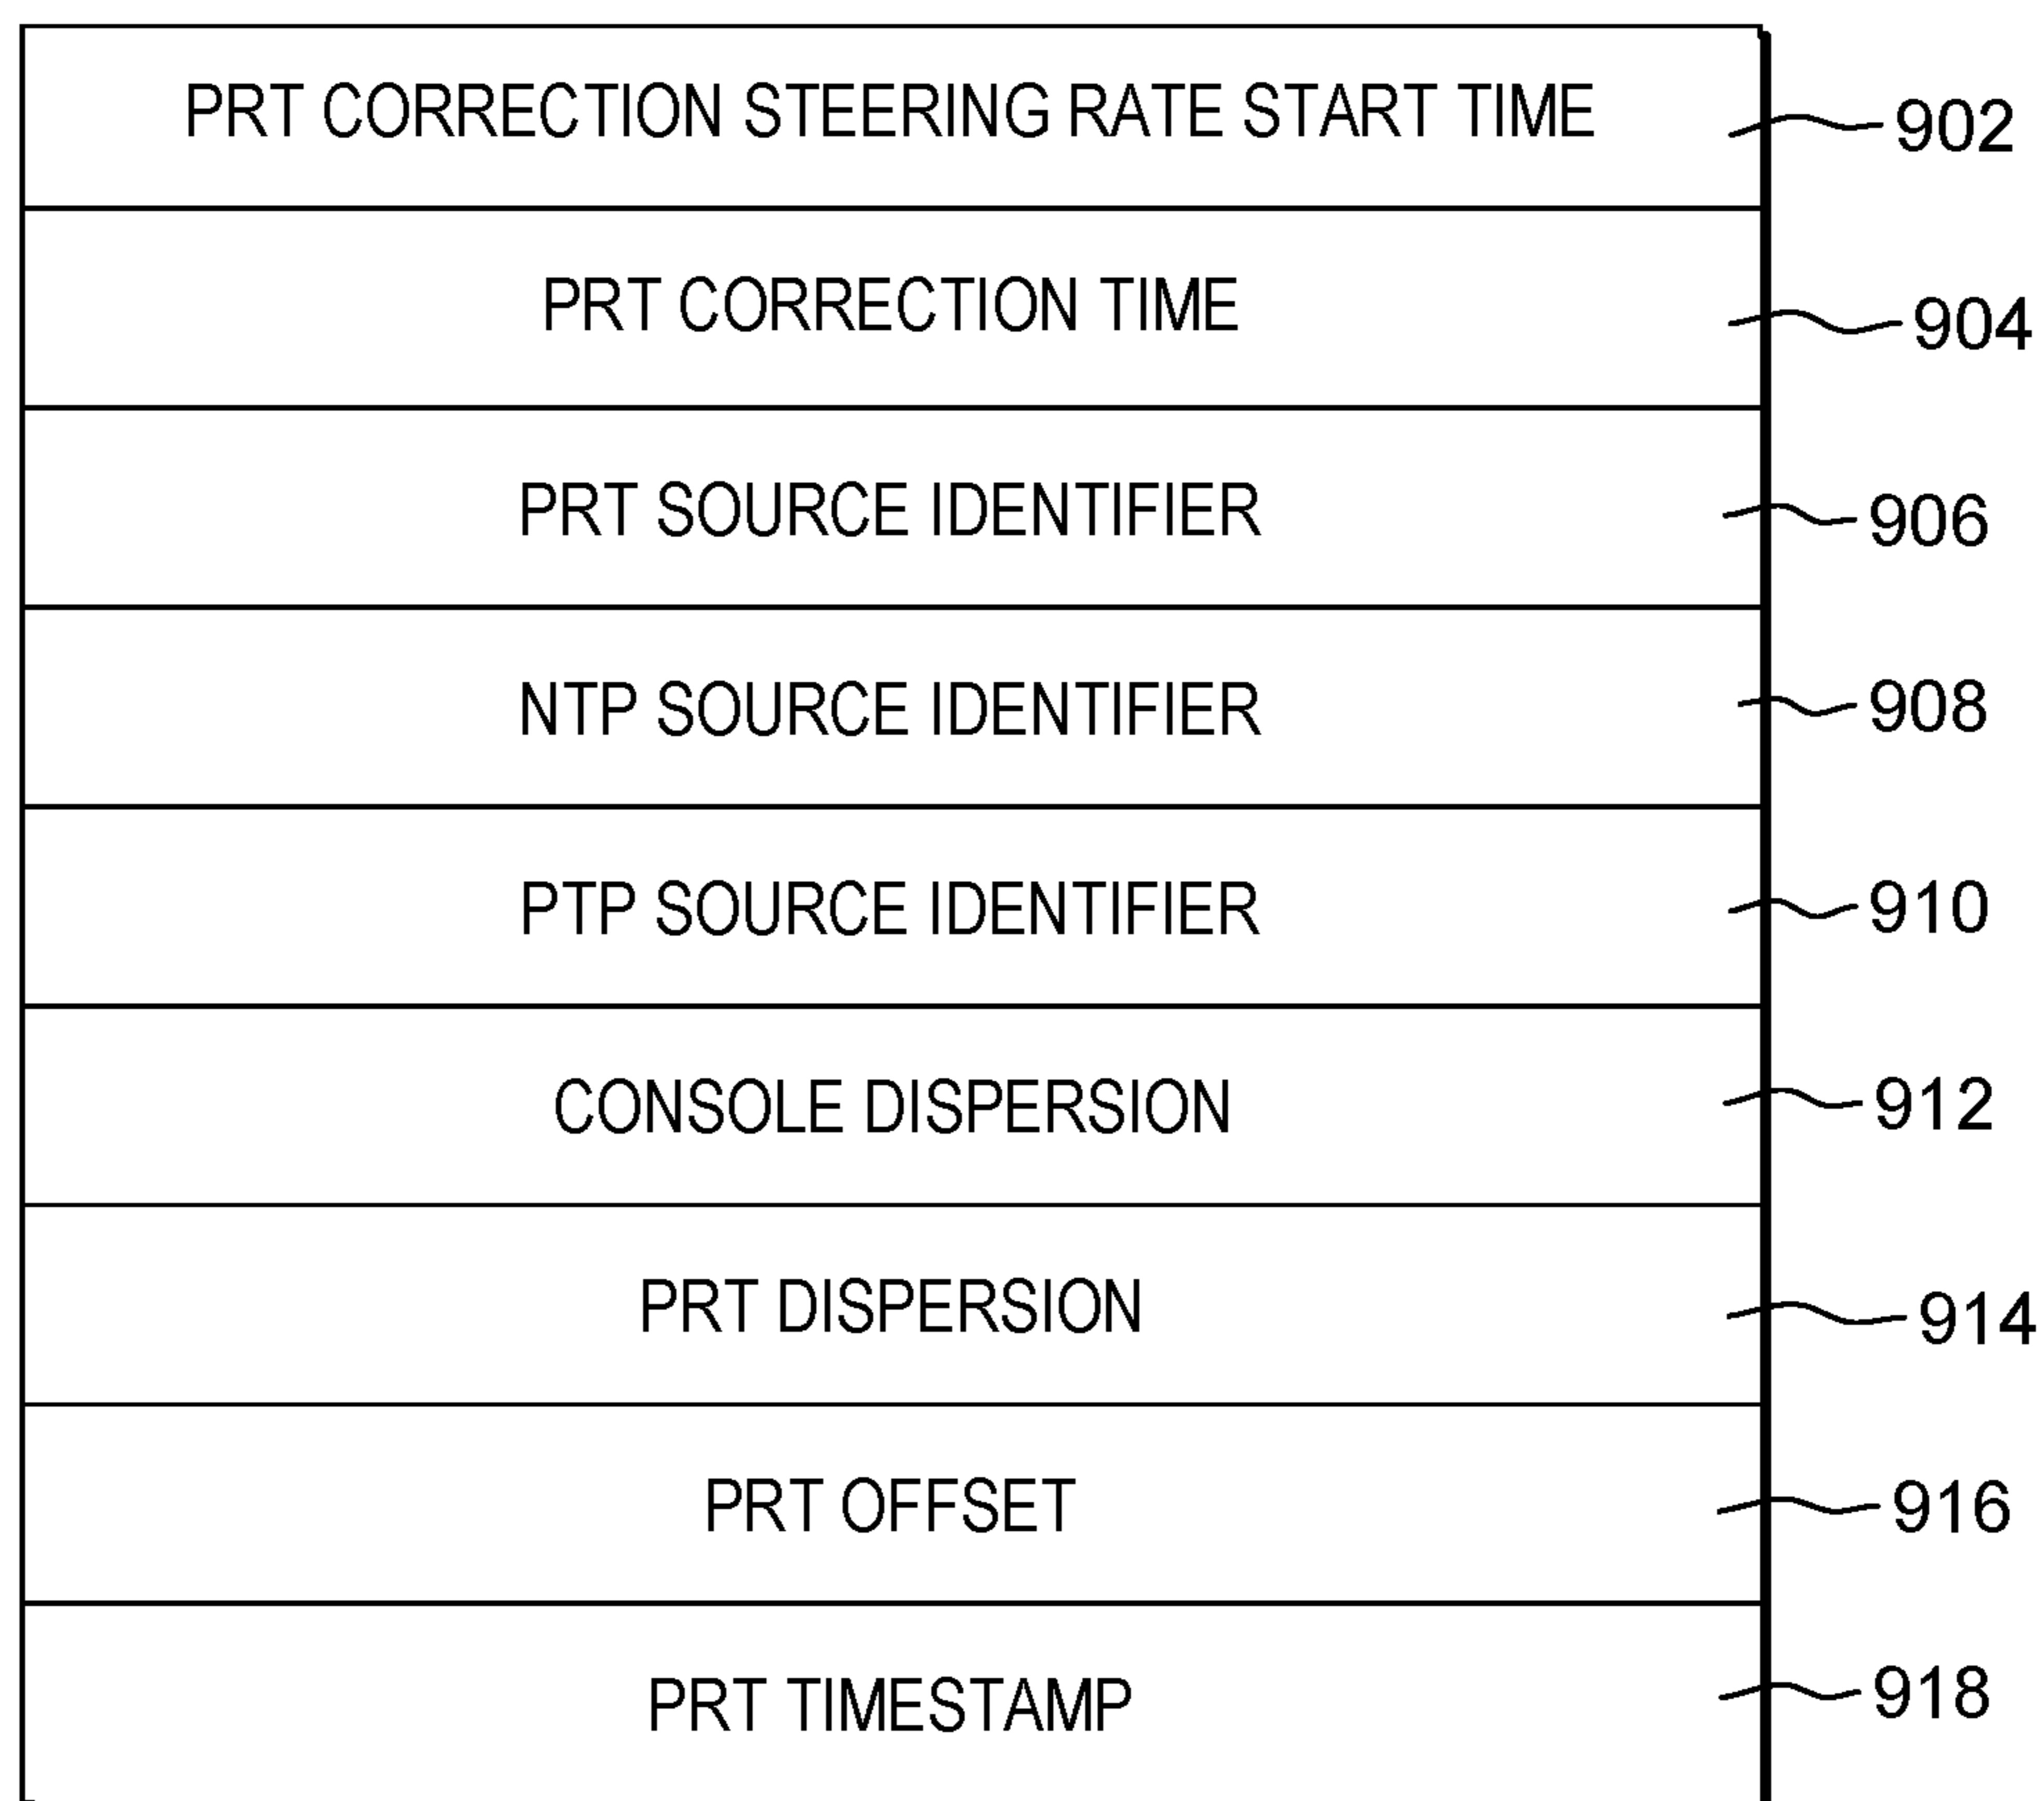 PRT CORRECTION STEERING RATE START TIME 902
PRT CORRECTION TIME 904
PRT SOURCE IDENTIFIER 906
NTP SOURCE IDENTIFIER 908
PTP SOURCE IDENTIFIER 910
CONSOLE DISPERSION 912
PRT DISPERSION 914
PRT OFFSET 916
PRT TIMESTAMP 918